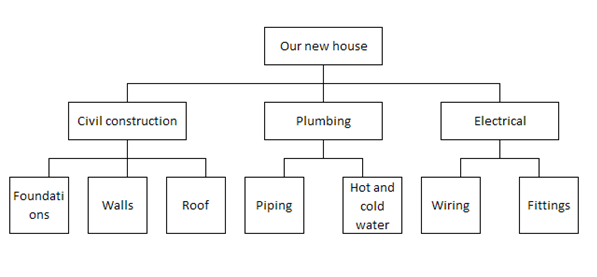 Our new house
Civil construction
Plumbing
Electrical
Foundati
ons
Walls
Roof
Piping
Hot and
cold
water
Wiring
Fittings